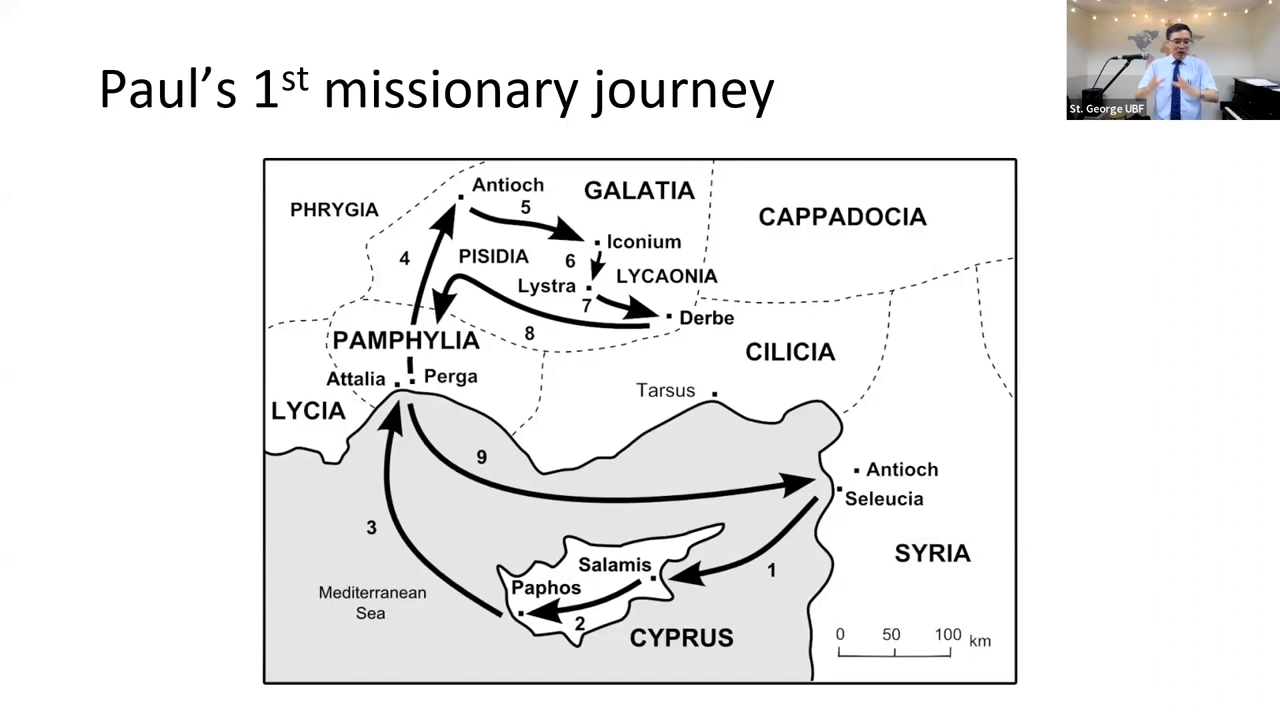 Paul's 1st missionary journey
St. George UBF
Antioch
GALATIA
PHRYGIA
5
CAPPADOCIA
Iconium
4
PISIDIA
6
LYCAONIA
Lystra
7
Derbe
8
PAMPHYLIA
CILICIA
Attalia
Perga
Tarsus
LYCIA
9
Antioch
Seleucia
3
SYRIA
Salamis
1
Paphos
Mediterranean
Sea
2
CYPRUS
0 50 100 km